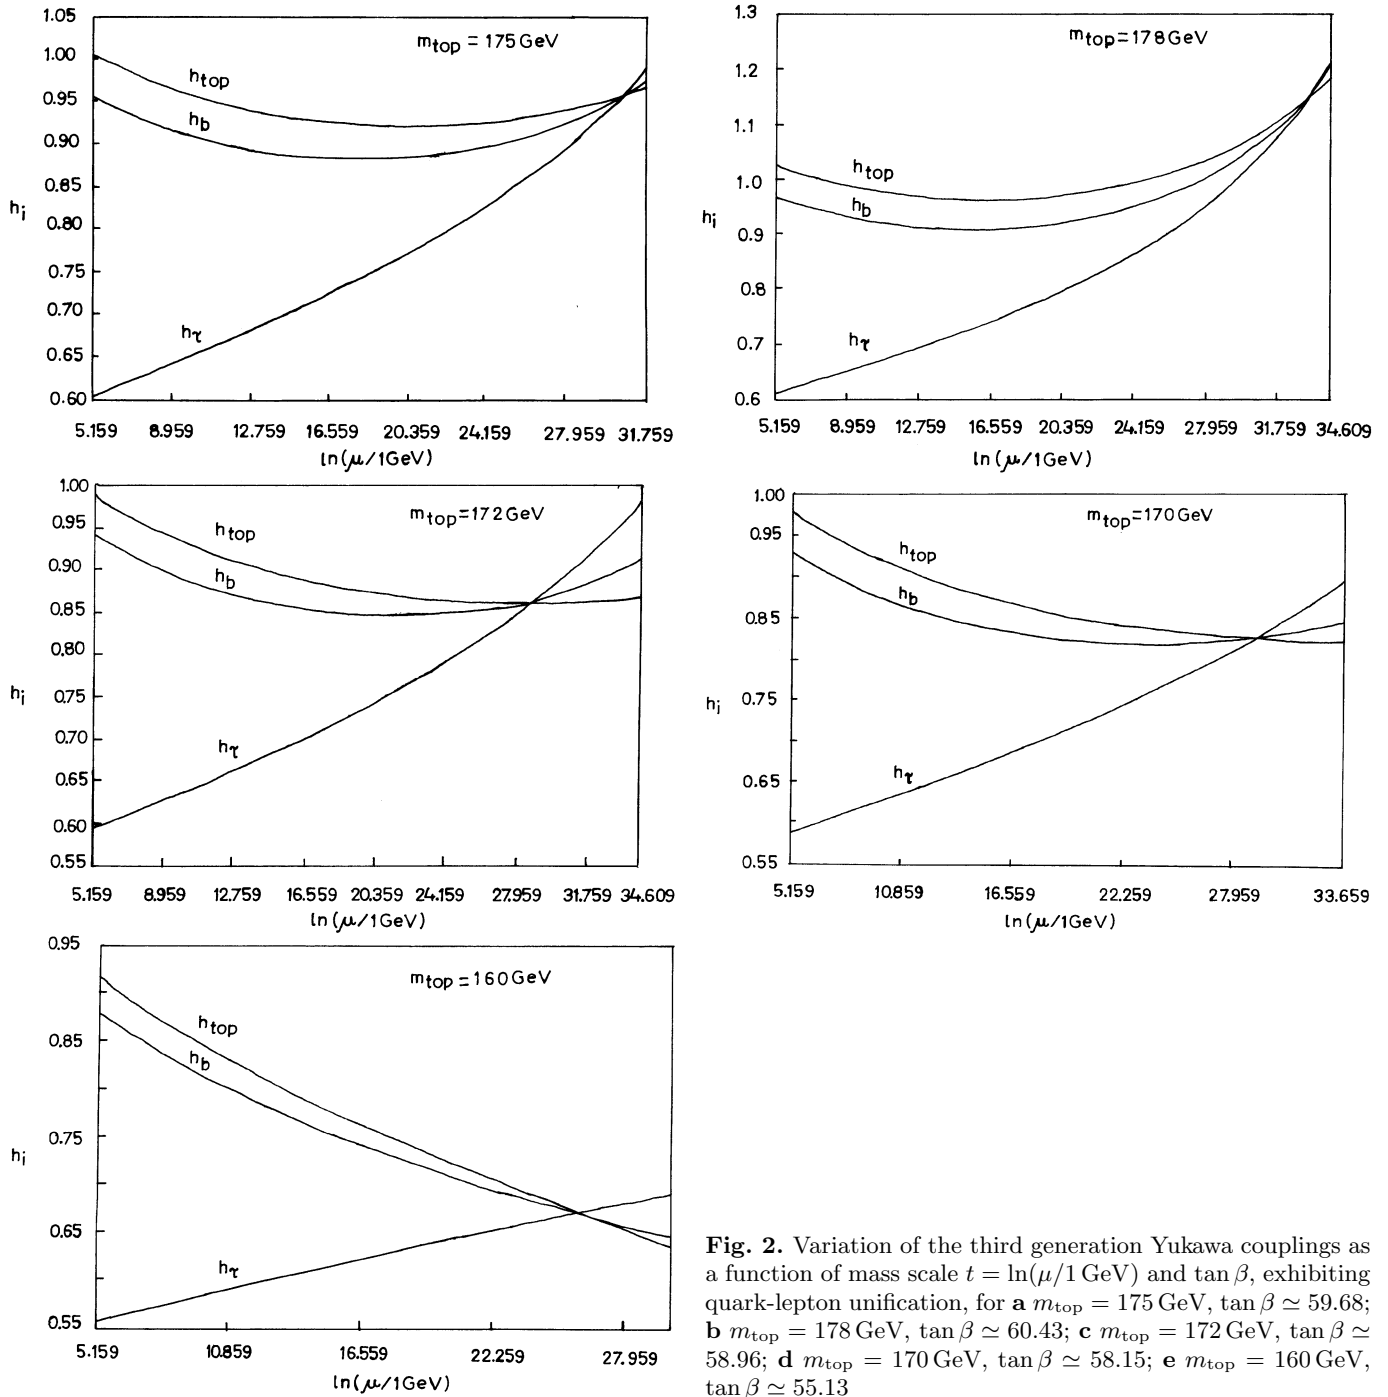 1.05
1.00
0.95
0.90
0.85
0.80
0.75
0.70
0.65
0.60
h_i
m_top = 175 GeV
h_top
h_b
h_τ
5.159 8.959 12.759 16.559 20.359 24.159 27.959 31.759
ln(μ/1GeV)
1.3
1.2
1.1
1.0
0.9
0.8
0.7
0.6
h_i
m_top=178GeV
h_top
h_b
h_τ
5.159 8.959 12.759 16.559 20.359 24.159 27.959 31.759 34.609
ln(μ/1GeV)
1.00
0.95
0.90
0.85
0.80
0.75
0.70
0.65
0.60
0.55
h_i
m_top=172GeV
h_top
h_b
h_τ
5.159 8.959 12.759 16.559 20.359 24.159 27.959 31.759 34.609
ln(μ/1GeV)
1.00
0.95
0.85
0.75
0.65
0.55
h_i
m_top=170GeV
h_top
h_b
h_τ
5.159 10.859 16.559 22.259 27.959 33.659
ln(μ/1GeV)
0.95
0.85
0.75
0.65
0.55
h_i
m_top=160GeV
h_top
h_b
h_τ
5.159 10.859 16.559 22.259 27.959
ln(μ/1GeV)
Fig. 2. Variation of the third generation Yukawa couplings as
a function of mass scale t = ln(μ/1 GeV) and tan β, exhibiting
quark-lepton unification, for a m_top = 175 GeV, tan β ≃ 59.68;
b m_top = 178 GeV, tan β ≃ 60.43; c m_top = 172 GeV, tan β ≃
58.96; d m_top = 170 GeV, tan β ≃ 58.15; e m_top = 160 GeV,
tan β ≃ 55.13